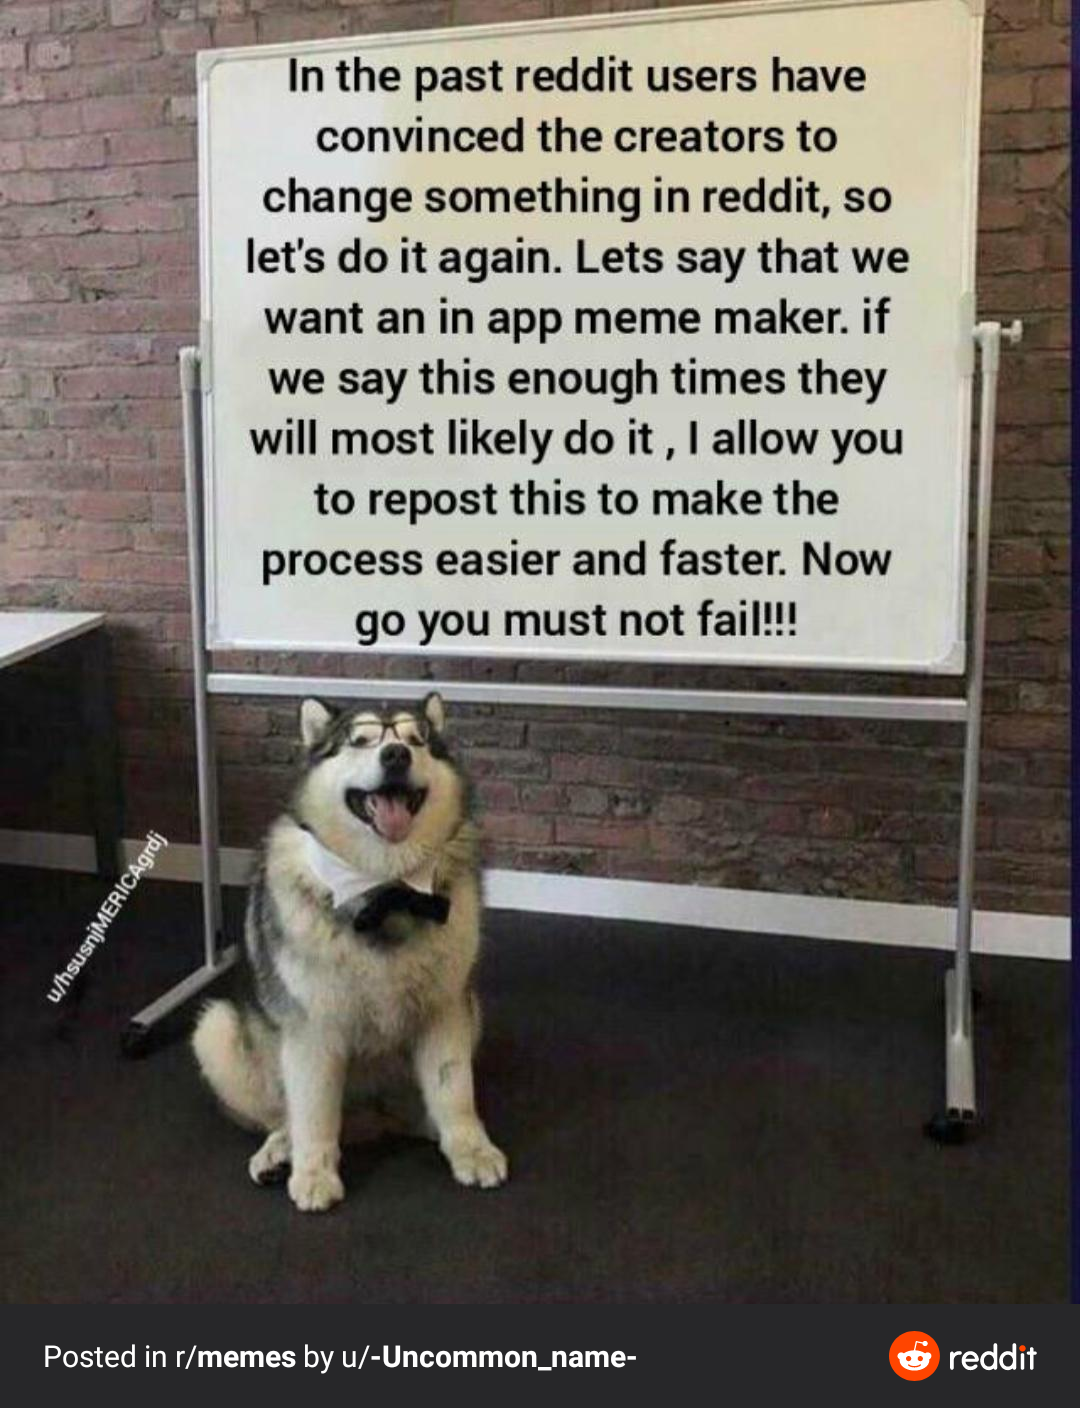 In the past reddit users have
convinced the creators to
change something in reddit, so
let's do it again. Lets say that we
want an in app meme maker. if
we say this enough times they
will most likely do it , I allow you
to repost this to make the
process easier and faster. Now
go you must not fail!!!
u/hsusnjMERICAgrdj
Posted in r/memes by u/-Uncommon_name-
reddit